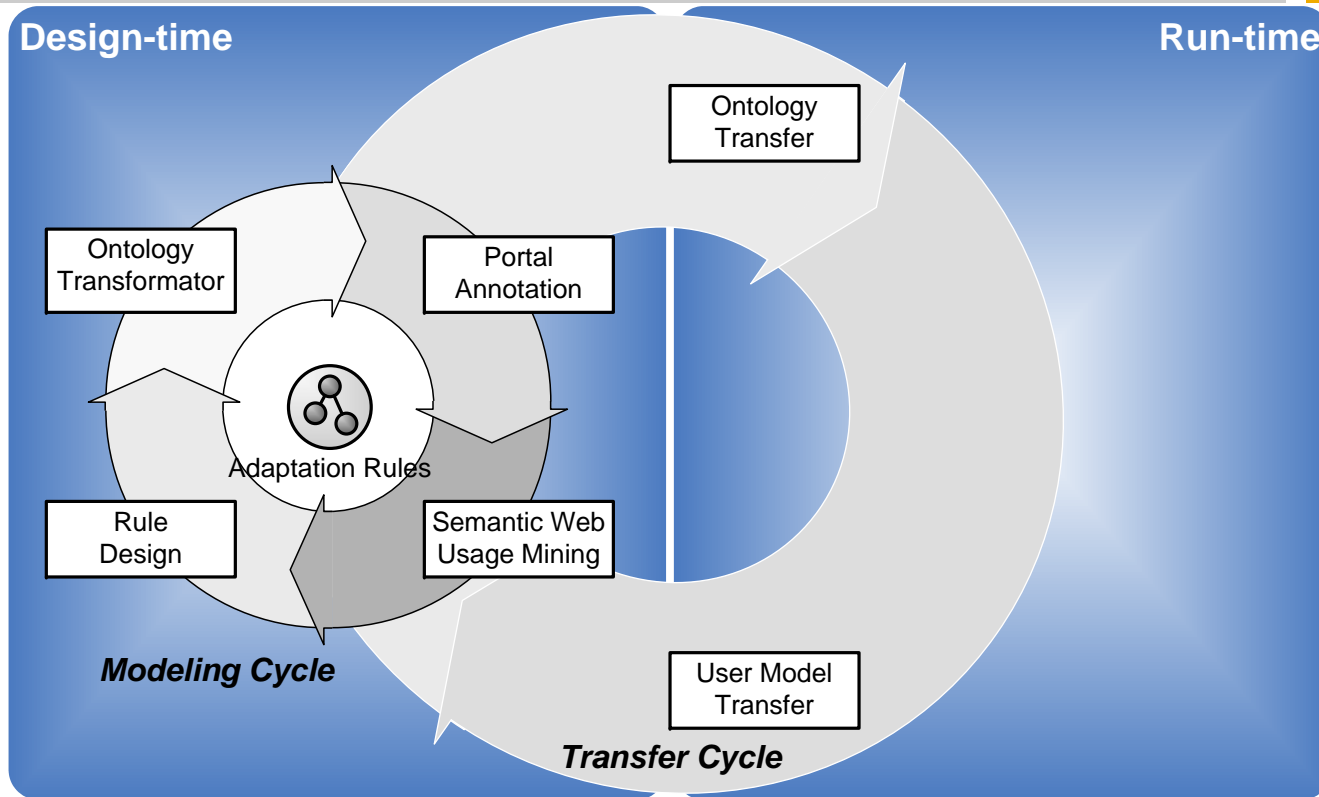 Design-time
Run-time
Ontology
Transfer
Ontology
Transformator
Portal
Annotation
Adaptation Rules
Rule
Design
Semantic Web
Usage Mining
Modeling Cycle
User Model
Transfer
Transfer Cycle